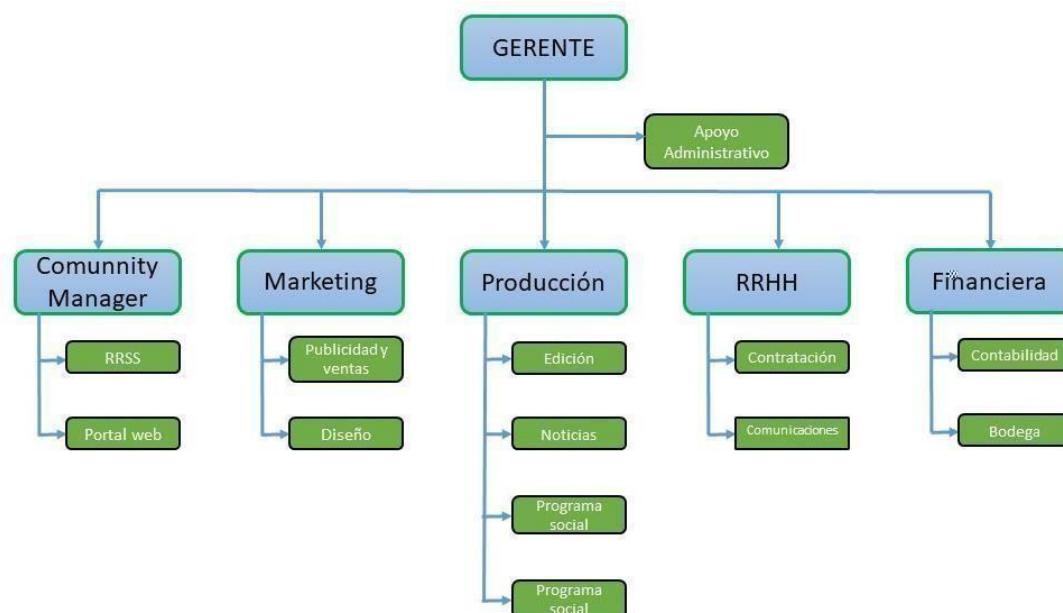 GERENTE
Apoyo
Administrativo
Comunnity
Manager
Marketing
Producción
RRHH
Financiera
RRSS
Publicidad y
ventas
Edición
Contratación
Contabilidad
Portal web
Diseño
Noticias
Comunicaciones
Bodega
Programa
social
Programa
social